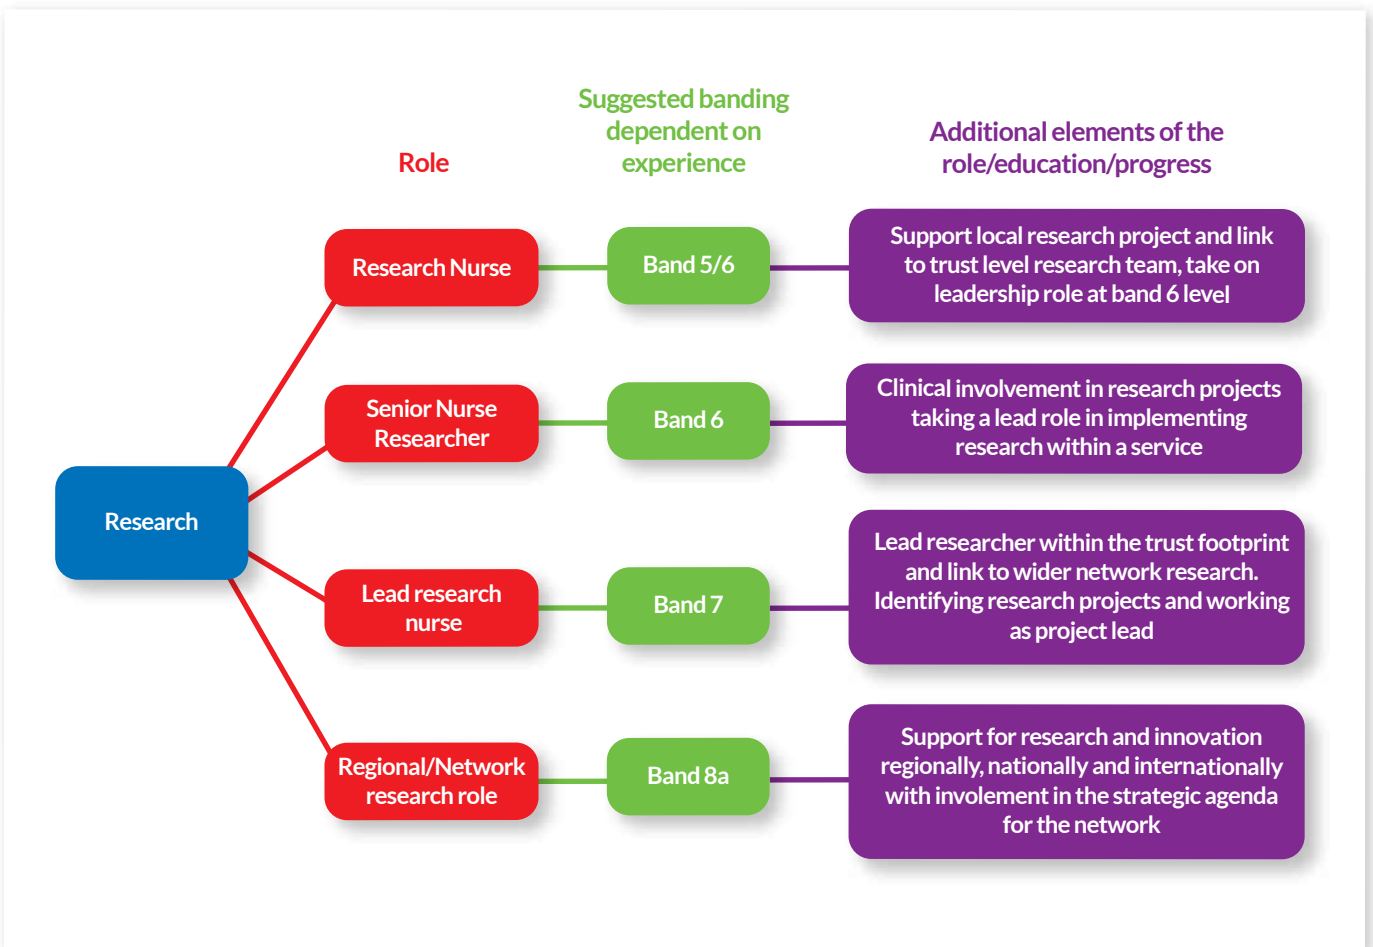 Role
Suggested banding
dependent on
experience
Additional elements of the
role/education/progress
Research
Research Nurse
Band 5/6
Support local research project and link
to trust level research team, take on
leadership role at band 6 level
Senior Nurse
Researcher
Band 6
Clinical involvement in research projects
taking a lead role in implementing
research within a service
Lead research
nurse
Band 7
Lead researcher within the trust footprint
and link to wider network research.
Identifying research projects and working
as project lead
Regional/Network
research role
Band 8a
Support for research and innovation
regionally, nationally and internationally
with involement in the strategic agenda
for the network